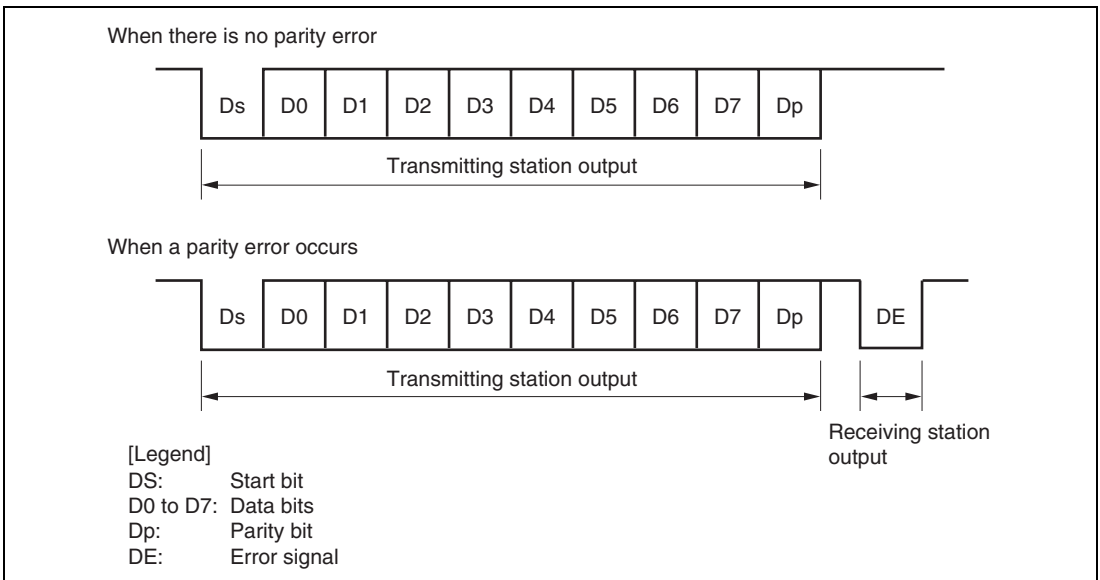 When there is no parity error
Ds D0 D1 D2 D3 D4 D5 D6 D7 Dp
Transmitting station output
When a parity error occurs
Ds D0 D1 D2 D3 D4 D5 D6 D7 Dp DE
Transmitting station output
Receiving station
output
[Legend]
DS: Start bit
D0 to D7: Data bits
Dp: Parity bit
DE: Error signal